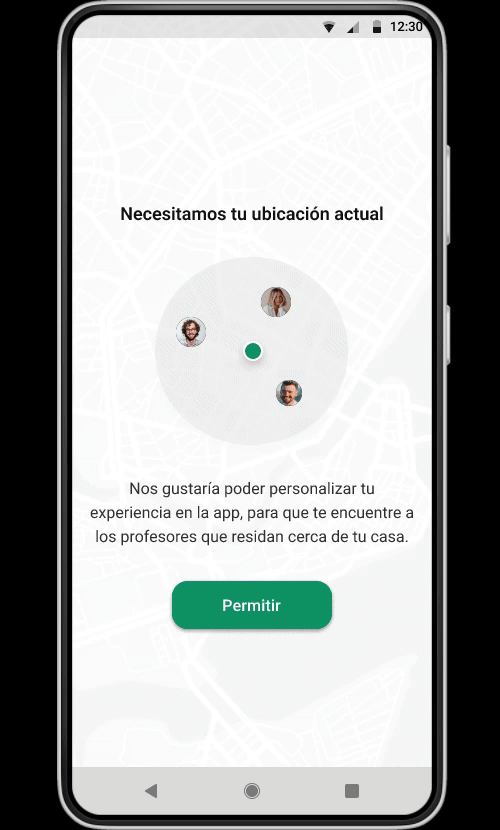 12:30
Necesitamos tu ubicación actual
Nos gustaría poder personalizar tu
experiencia en la app, para que te encuentre a
los profesores que residan cerca de tu casa.
Permitir